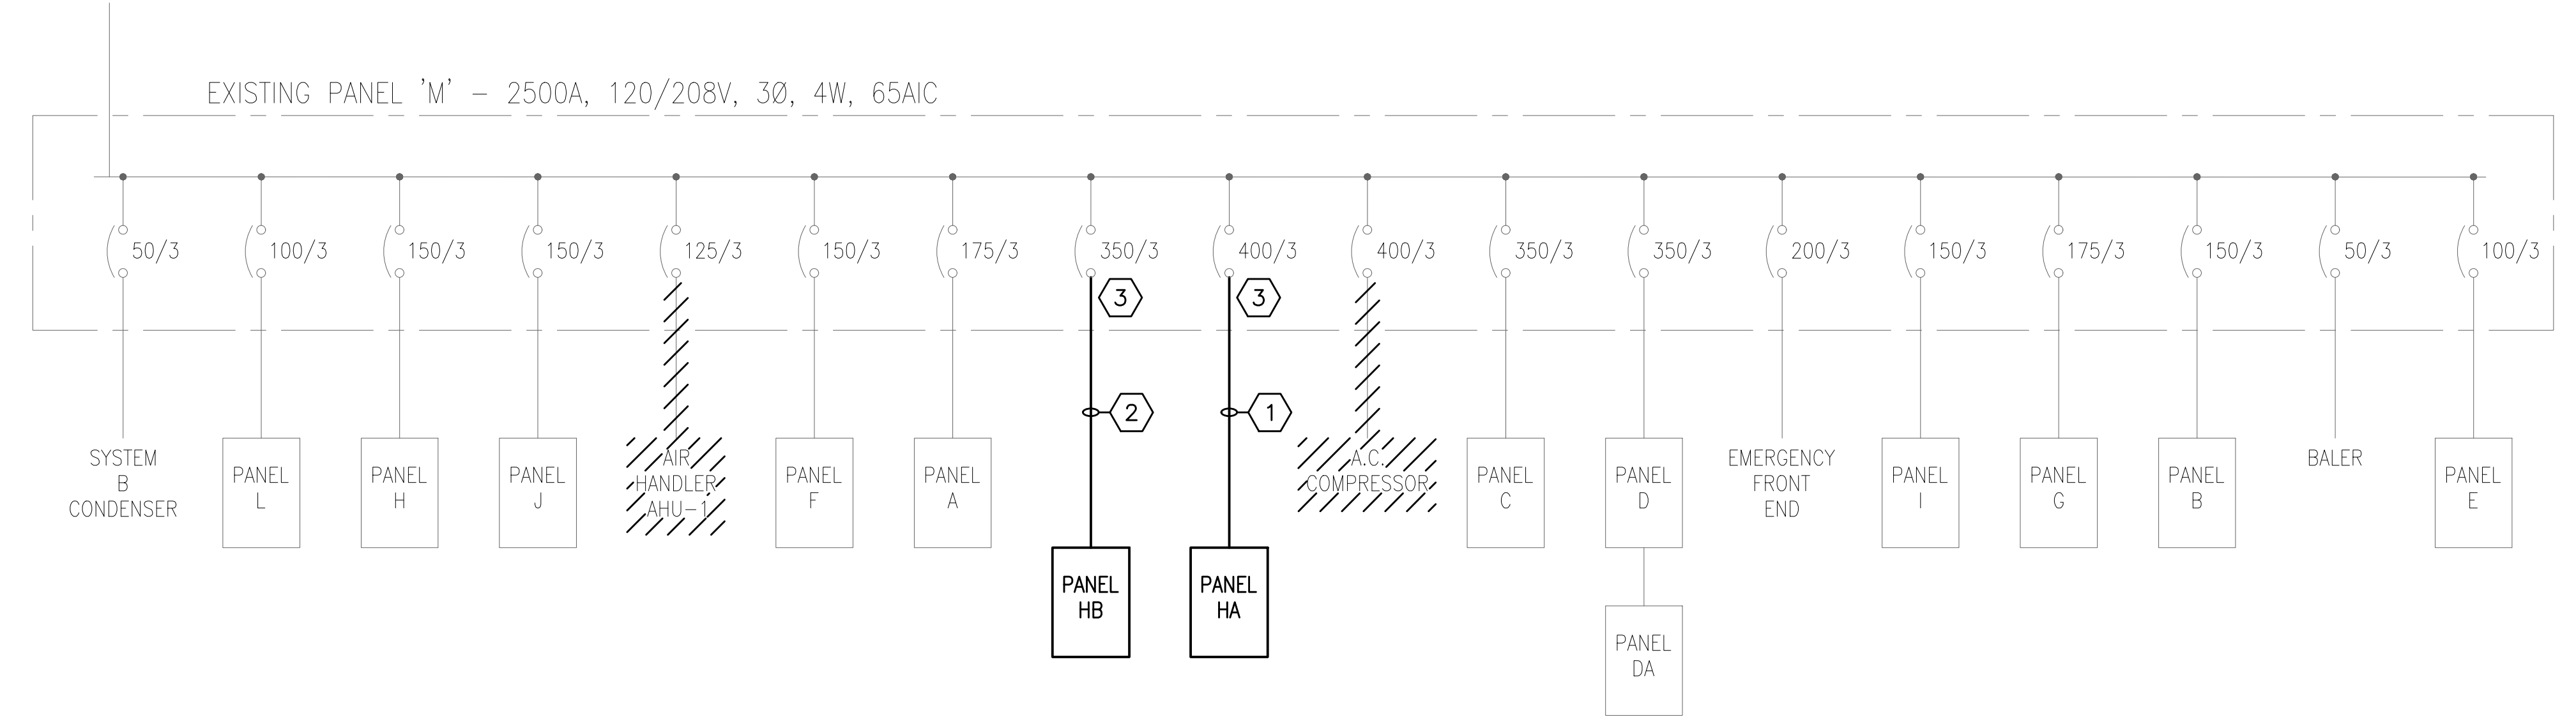 EXISTING PANEL 'M' - 2500A, 120/208V, 3Ø, 4W, 65AIC
50/3
100/3
150/3
150/3
125/3
150/3
175/3
350/3
400/3
400/3
350/3
350/3
200/3
150/3
175/3
150/3
50/3
100/3
3
3
2
1
SYSTEM
B
CONDENSER
PANEL
L
PANEL
H
PANEL
J
AIR
HANDLER
AHU-1
PANEL
F
PANEL
A
PANEL
HB
PANEL
HA
A.C.
COMPRESSOR
PANEL
C
PANEL
D
PANEL
DA
EMERGENCY
FRONT
END
PANEL
I
PANEL
G
PANEL
B
BALER
PANEL
E